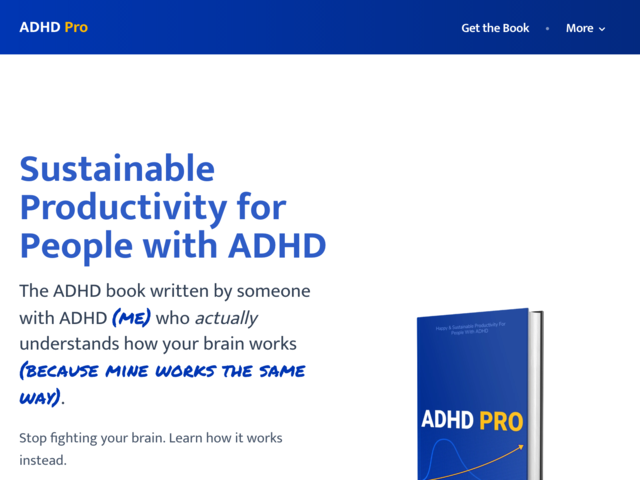 ADHD Pro
Get the Book
More
Sustainable
Productivity for
People with ADHD
The ADHD book written by someone
with ADHD (ME) who actually
understands how your brain works
(BECAUSE MINE WORKS THE SAME
WAY).
Stop fighting your brain. Learn how it works
instead.
Happy & Sustainable Productivity For
People With ADHD
ADHD PRO